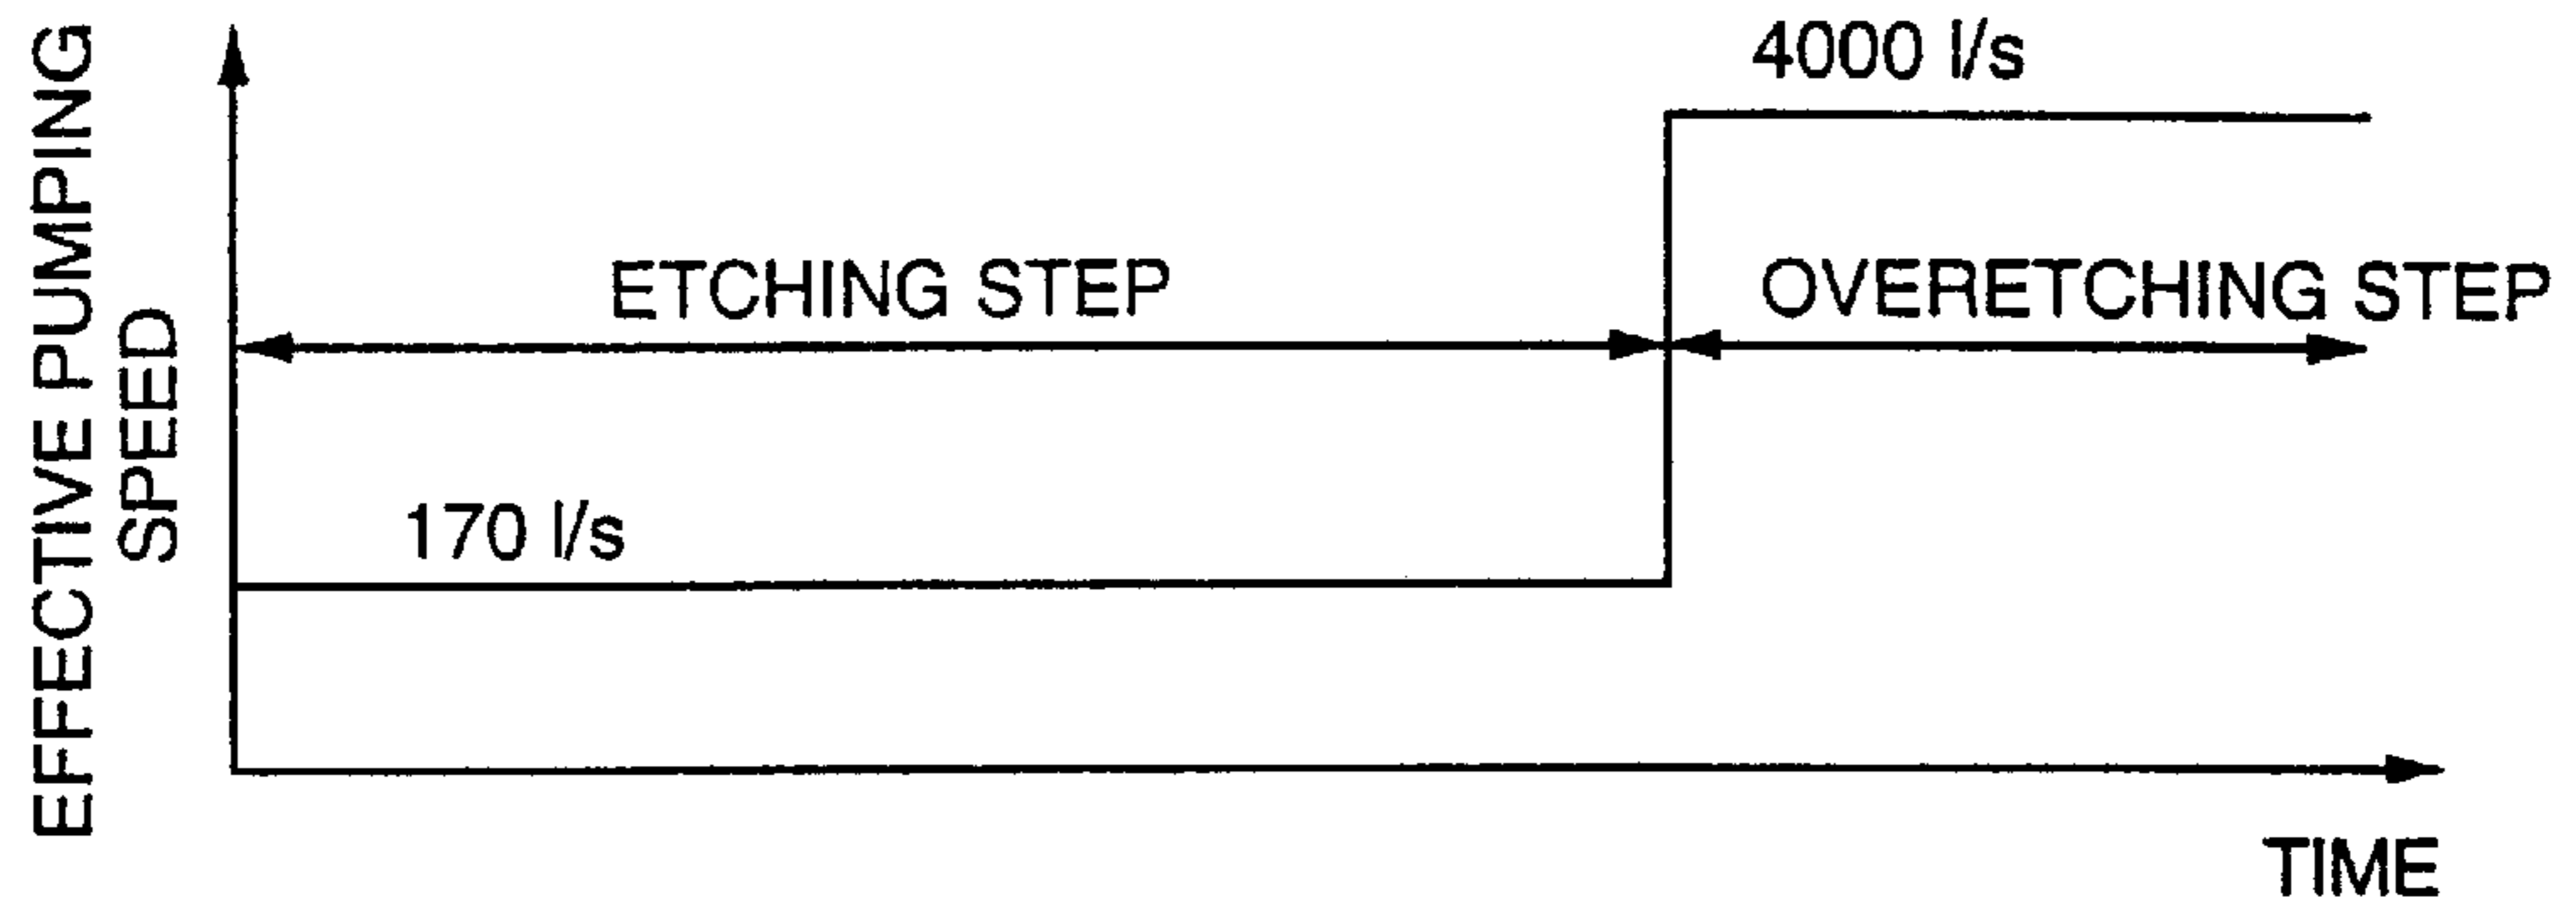 EFFECTIVE PUMPING
SPEED
4000 l/s
ETCHING STEP
OVERETCHING STEP
170 l/s
TIME